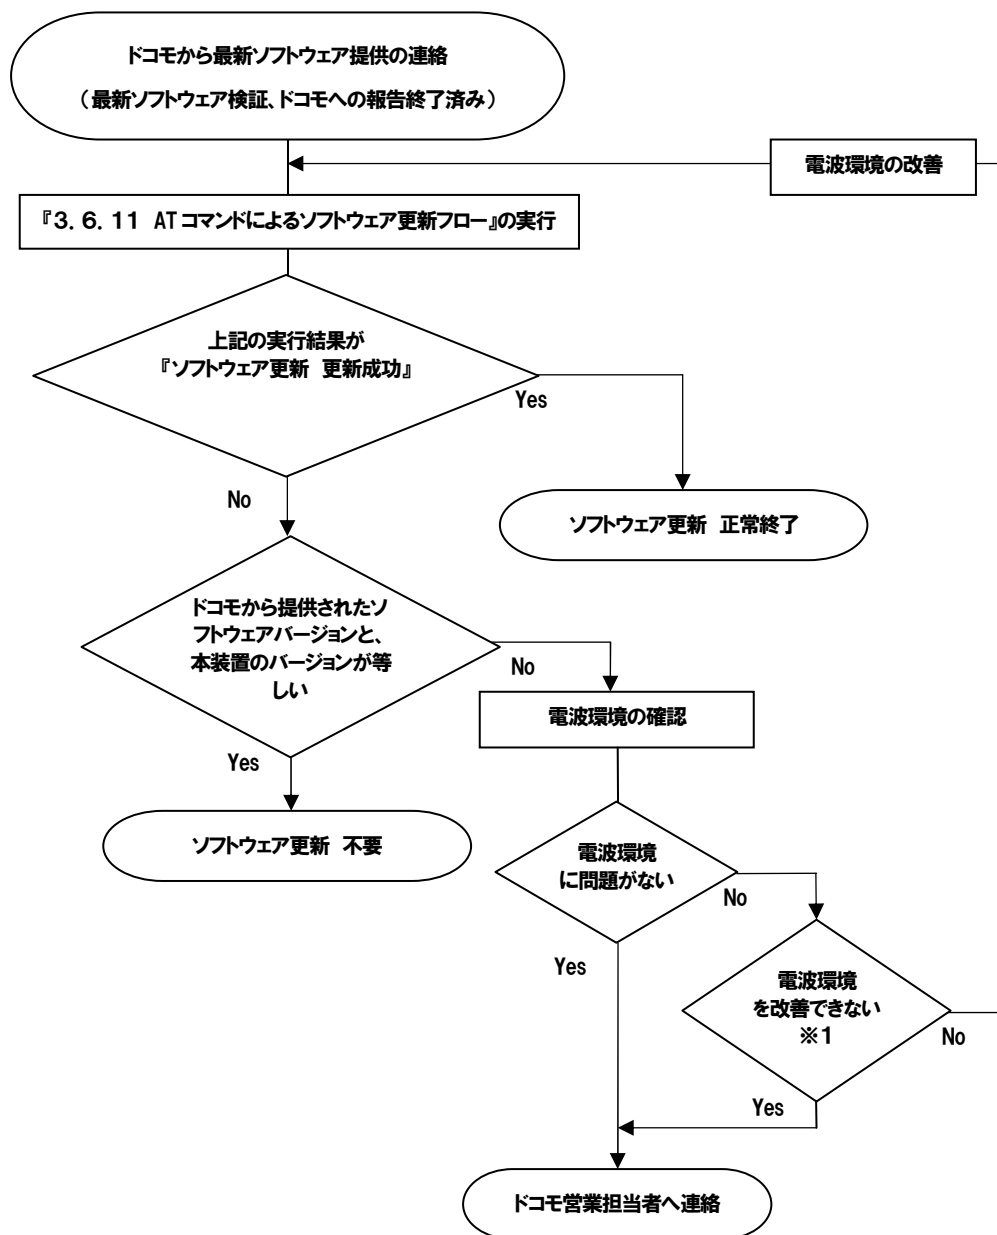 ドコモから最新ソフトウェア提供の連絡
（最新ソフトウェア検証、ドコモへの報告終了済み）
電波環境の改善
『３．６．１１　ATコマンドによるソフトウェア更新フロー』の実行
上記の実行結果が
『ソフトウェア更新　更新成功』
Yes
No
ソフトウェア更新　正常終了
ドコモから提供されたソ
フトウェアバージョンと、
本装置のバージョンが等
しい
No
電波環境の確認
Yes
ソフトウェア更新　不要
電波環境
に問題がない
No
Yes
電波環境
を改善できない
※１
No
Yes
ドコモ営業担当者へ連絡